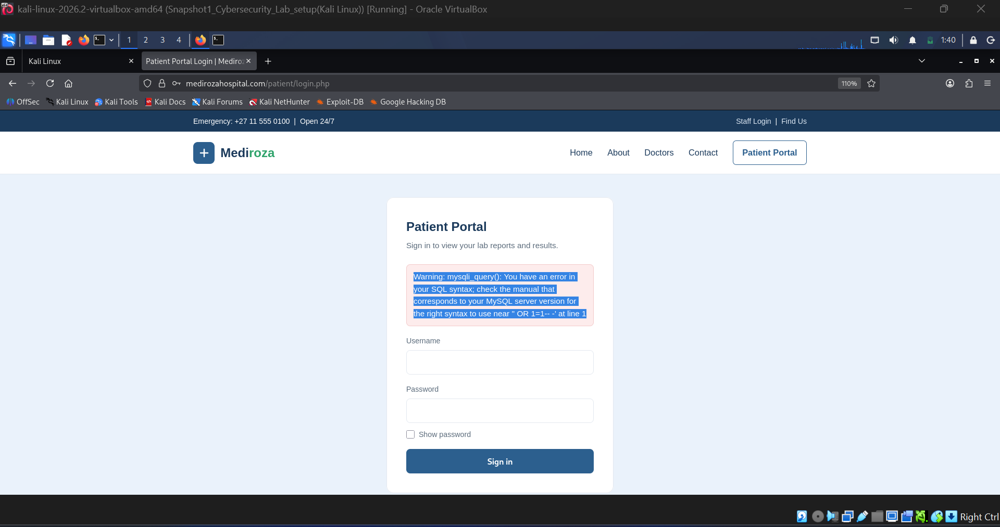 kali-linux-2026.2-virtualbox-amd64 (Snapshot1_Cybersecurity_Lab_setup(Kali Linux)) [Running] - Oracle VirtualBox
1 2 3 4 1:40
Kali Linux
Patient Portal Login | Mediroz
medirozahospital.com/patient/login.php
110%
OffSec Kali Linux Kali Tools Kali Docs Kali Forums Kali NetHunter Exploit-DB Google Hacking DB
Emergency: +27 11 555 0100 | Open 24/7
Staff Login | Find Us
Mediroza
Home About Doctors Contact Patient Portal
Patient Portal
Sign in to view your lab reports and results.
Warning: mysqli_query(): You have an error in
your SQL syntax; check the manual that
corresponds to your MySQL server version for
the right syntax to use near '' OR 1=1-- -' at line 1
Username
Password
Show password
Sign in
Right Ctrl